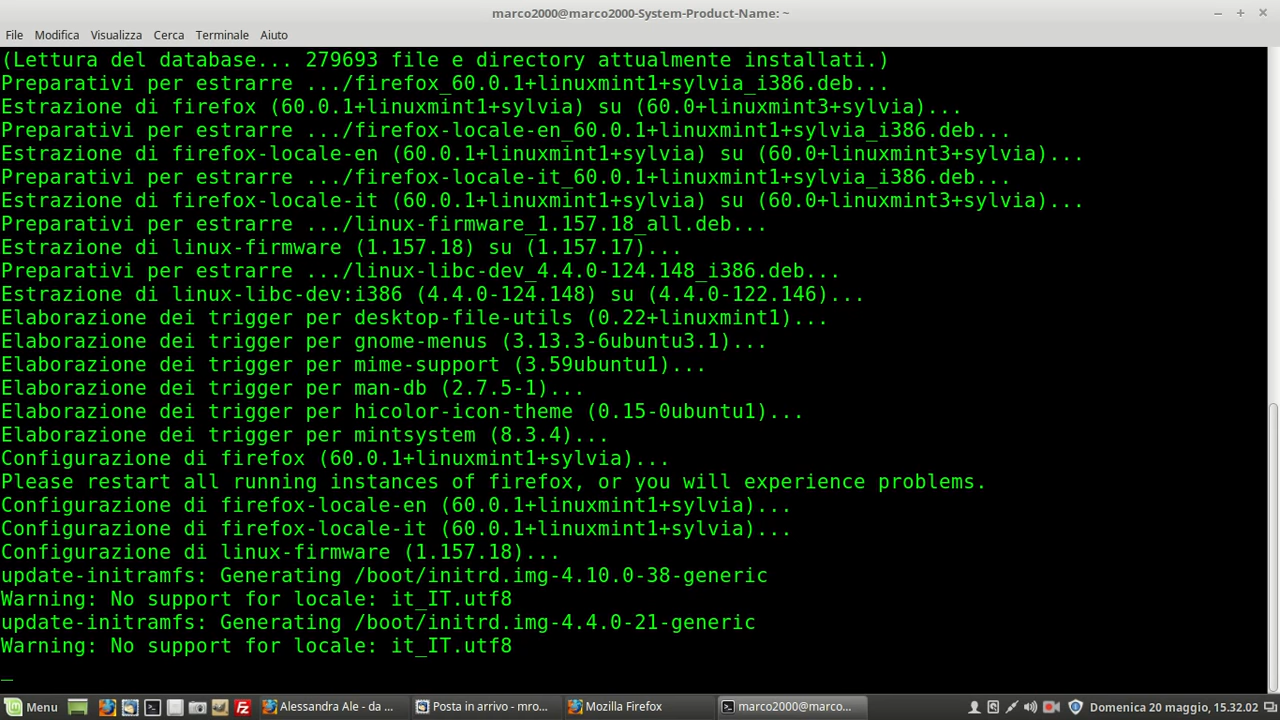 marco2000@marco2000-System-Product-Name: ~
File Modifica Visualizza Cerca Terminale Aiuto
(Lettura del database... 279693 file e directory attualmente installati.)
Preparativi per estrarre .../firefox_60.0.1+linuxmint1+sylvia_i386.deb...
Estrazione di firefox (60.0.1+linuxmint1+sylvia) su (60.0+linuxmint3+sylvia)...
Preparativi per estrarre .../firefox-locale-en_60.0.1+linuxmint1+sylvia_i386.deb...
Estrazione di firefox-locale-en (60.0.1+linuxmint1+sylvia) su (60.0+linuxmint3+sylvia)...
Preparativi per estrarre .../firefox-locale-it_60.0.1+linuxmint1+sylvia_i386.deb...
Estrazione di firefox-locale-it (60.0.1+linuxmint1+sylvia) su (60.0+linuxmint3+sylvia)...
Preparativi per estrarre .../linux-firmware_1.157.18_all.deb...
Estrazione di linux-firmware (1.157.18) su (1.157.17)...
Preparativi per estrarre .../linux-libc-dev_4.4.0-124.148_i386.deb...
Estrazione di linux-libc-dev:i386 (4.4.0-124.148) su (4.4.0-122.146)...
Elaborazione dei trigger per desktop-file-utils (0.22+linuxmint1)...
Elaborazione dei trigger per gnome-menus (3.13.3-6ubuntu3.1)...
Elaborazione dei trigger per mime-support (3.59ubuntu1)...
Elaborazione dei trigger per man-db (2.7.5-1)...
Elaborazione dei trigger per hicolor-icon-theme (0.15-0ubuntu1)...
Elaborazione dei trigger per mintsystem (8.3.4)...
Configurazione di firefox (60.0.1+linuxmint1+sylvia)...
Please restart all running instances of firefox, or you will experience problems.
Configurazione di firefox-locale-en (60.0.1+linuxmint1+sylvia)...
Configurazione di firefox-locale-it (60.0.1+linuxmint1+sylvia)...
Configurazione di linux-firmware (1.157.18)...
update-initramfs: Generating /boot/initrd.img-4.10.0-38-generic
Warning: No support for locale: it_IT.utf8
update-initramfs: Generating /boot/initrd.img-4.4.0-21-generic
Warning: No support for locale: it_IT.utf8
Menu Alessandra Ale - da ... Posta in arrivo - mro... Mozilla Firefox marco2000@marco... Domenica 20 maggio, 15.32.02